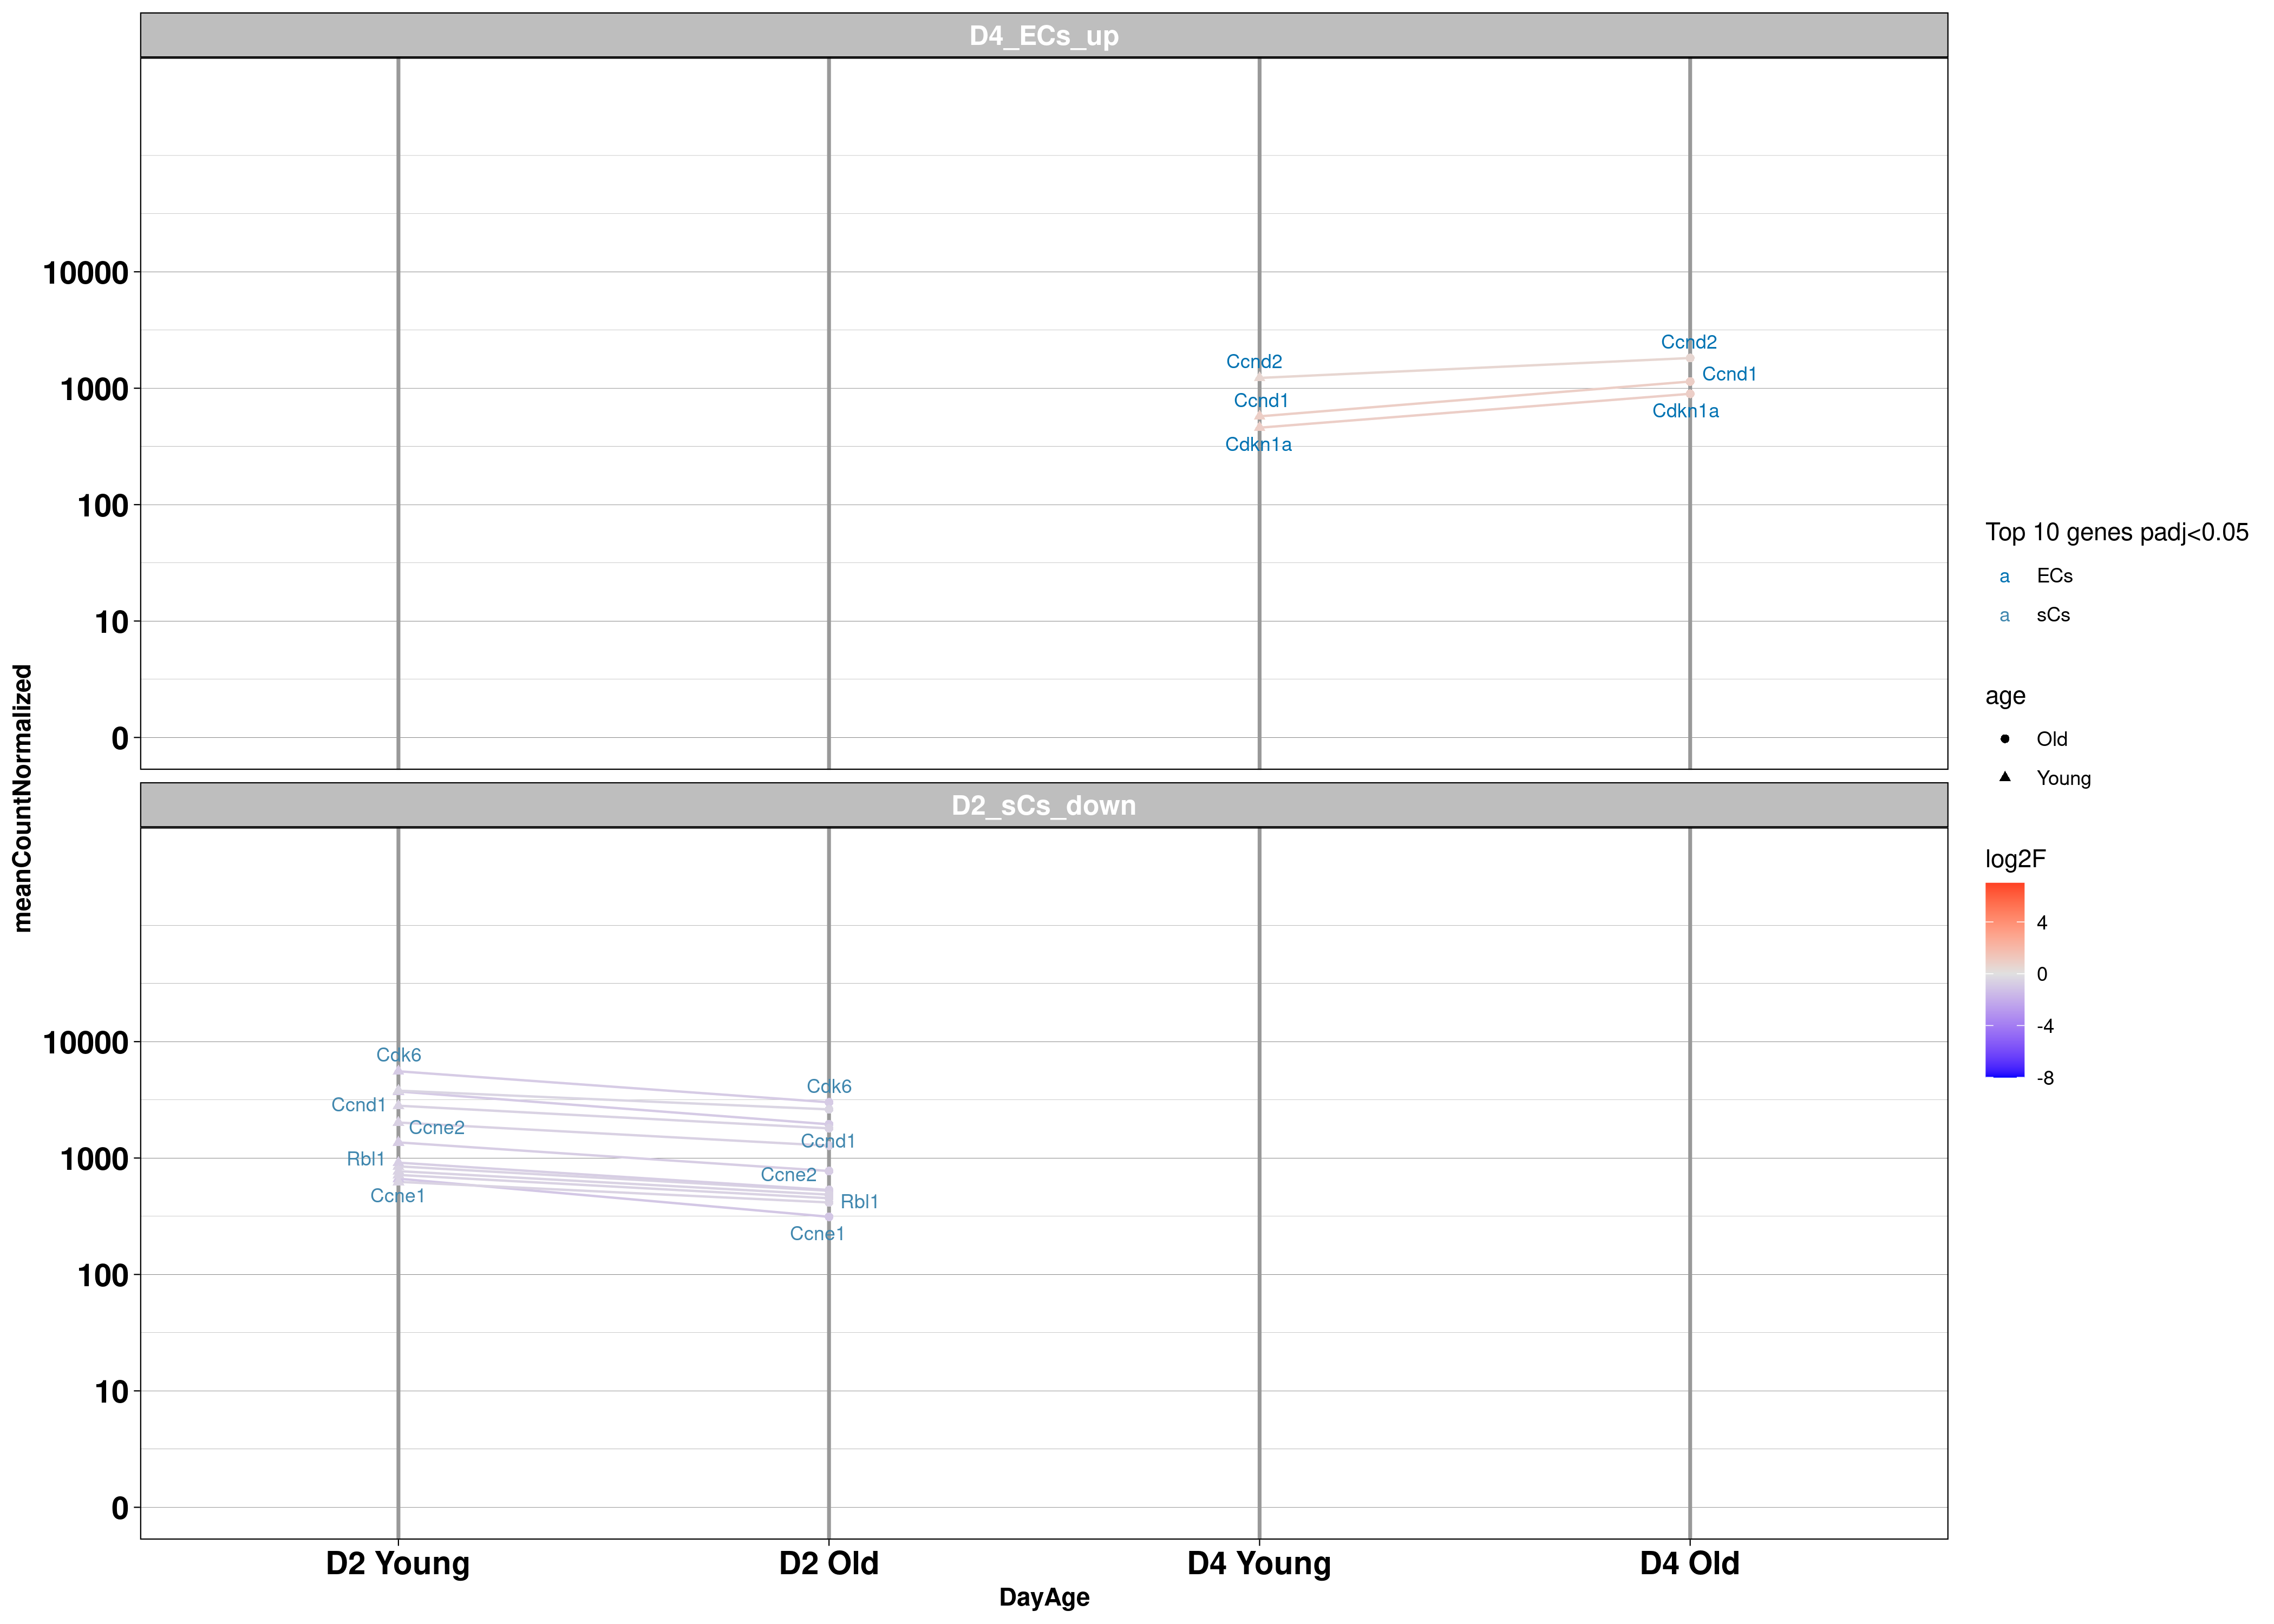 D4_ECs_up
10000
1000
100
10
0
Ccnd2
Ccnd2
Ccnd1
Ccnd1
Cdkn1a
Cdkn1a
meanCountNormalized
D2_sCs_down
10000
1000
100
10
0
Cdk6
Cdk6
Ccnd1
Ccne2
Ccnd1
Rbl1
Ccne2
Ccne1
Rbl1
Ccne1
D2 Young
D2 Old
D4 Young
D4 Old
DayAge
Top 10 genes padj<0.05
a ECs
a sCs
age
Old
Young
log2F
4
0
-4
-8